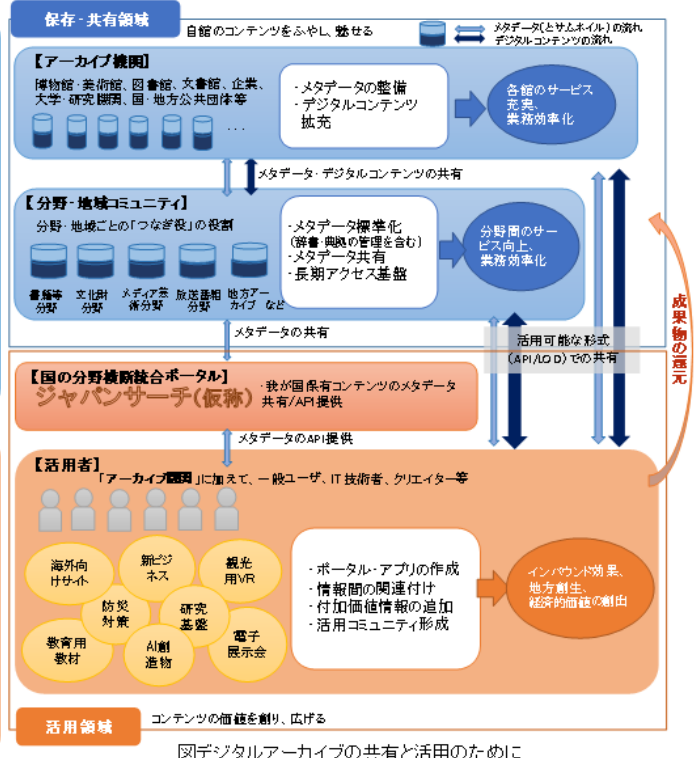 保存・共有領域
自館のコンテンツをふやし、魅せる
メタデータ(とサムネイル)の流れ
デジタルコンテンツの流れ
【アーカイブ機関】
博物館・美術館、図書館、文書館、企業、
大学・研究機関、国・地方公共団体等
・・・
・メタデータの整備
・デジタルコンテンツ
拡充
各館のサービス
充実、
業務効率化
メタデータ・デジタルコンテンツの共有
【分野・地域コミュニティ】
分野・地域ごとの「つなぎ役」の役割
書籍等
分野
文化財
分野
メディア芸
術分野
放送番組
分野
地方アー
カイブ など
・メタデータ標準化
(辞書・典拠の管理を含む)
・メタデータ共有
・長期アクセス基盤
分野間のサー
ビス向上、
業務効率化
メタデータの共有
活用可能な形式
(API/LOD)での共有
成果物の還元
【国の分野横断統合ポータル】
ジャパンサーチ(仮称)
・我が国保有コンテンツのメタデータ
共有/API提供
メタデータのAPI提供
【活用者】
「アーカイブ機関」に加えて、一般ユーザ、IT技術者、クリエイター等
海外向
けサイト
新ビジ
ネス
観光
用VR
防災
対策
研究
基盤
教育用
教材
AI創
造物
電子
展示会
・ポータル・アプリの作成
・情報間の関連付け
・付加価値情報の追加
・活用コミュニティ形成
インバウンド効果、
地方創生、
経済的価値の創出
活用領域
コンテンツの価値を創り、広げる
図デジタルアーカイブの共有と活用のために